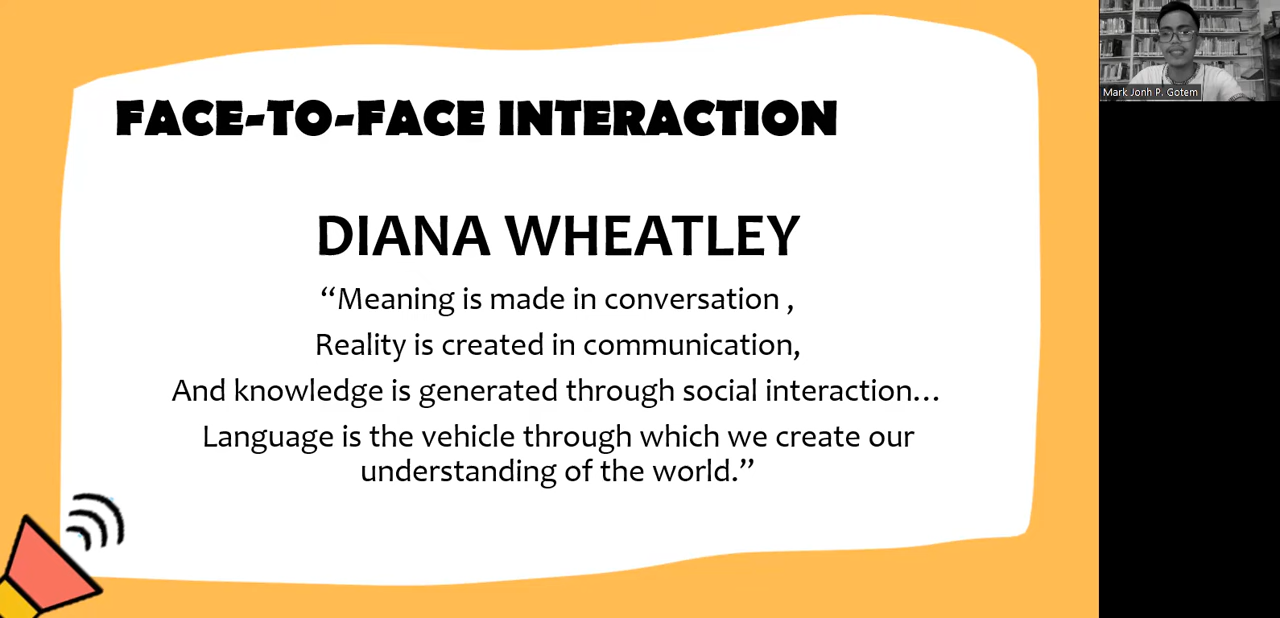 FACE-TO-FACE INTERACTION
DIANA WHEATLEY
“Meaning is made in conversation ,
Reality is created in communication,
And knowledge is generated through social interaction…
Language is the vehicle through which we create our
understanding of the world.”
Mark Jonh P. Gotem